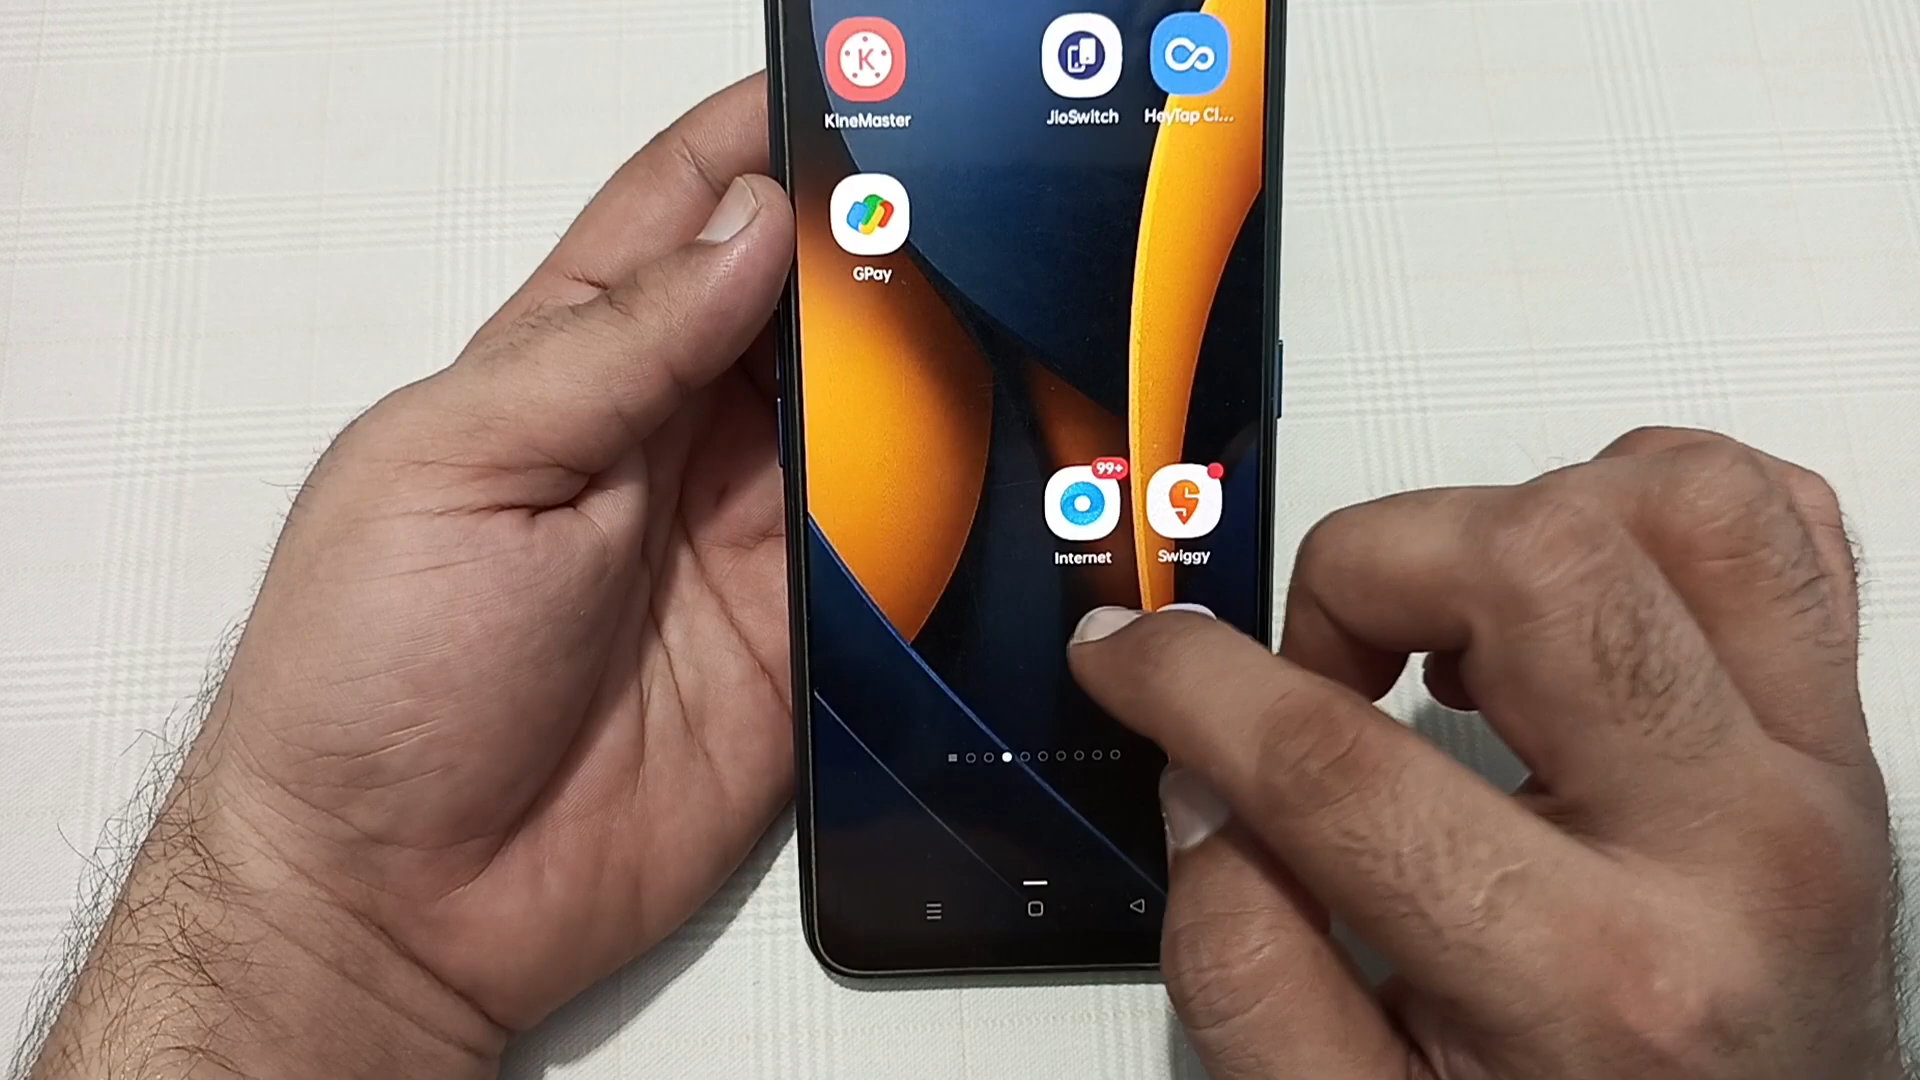 K
KineMaster
JioSwitch
HeyTap Cl...
GPay
99+
Internet
Swiggy